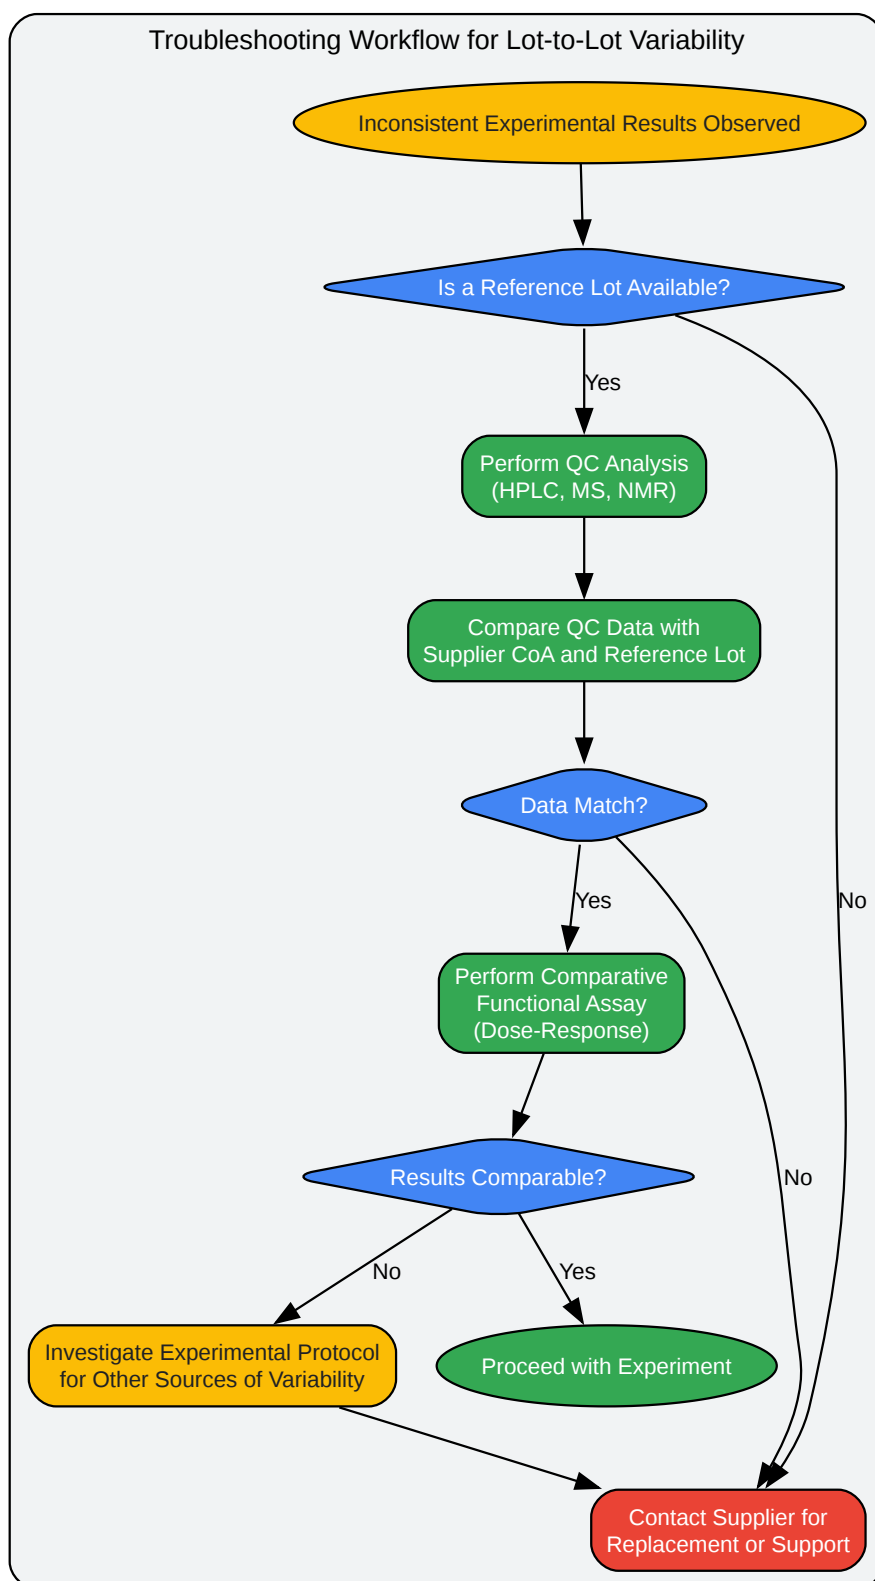 Troubleshooting Workflow for Lot-to-Lot Variability
Inconsistent Experimental Results Observed
Is a Reference Lot Available?
Yes
Perform QC Analysis
(HPLC, MS, NMR)
Compare QC Data with
Supplier CoA and Reference Lot
Data Match?
Yes
No
Perform Comparative
Functional Assay
(Dose-Response)
Results Comparable?
No
No
Yes
Investigate Experimental Protocol
for Other Sources of Variability
Proceed with Experiment
Contact Supplier for
Replacement or Support